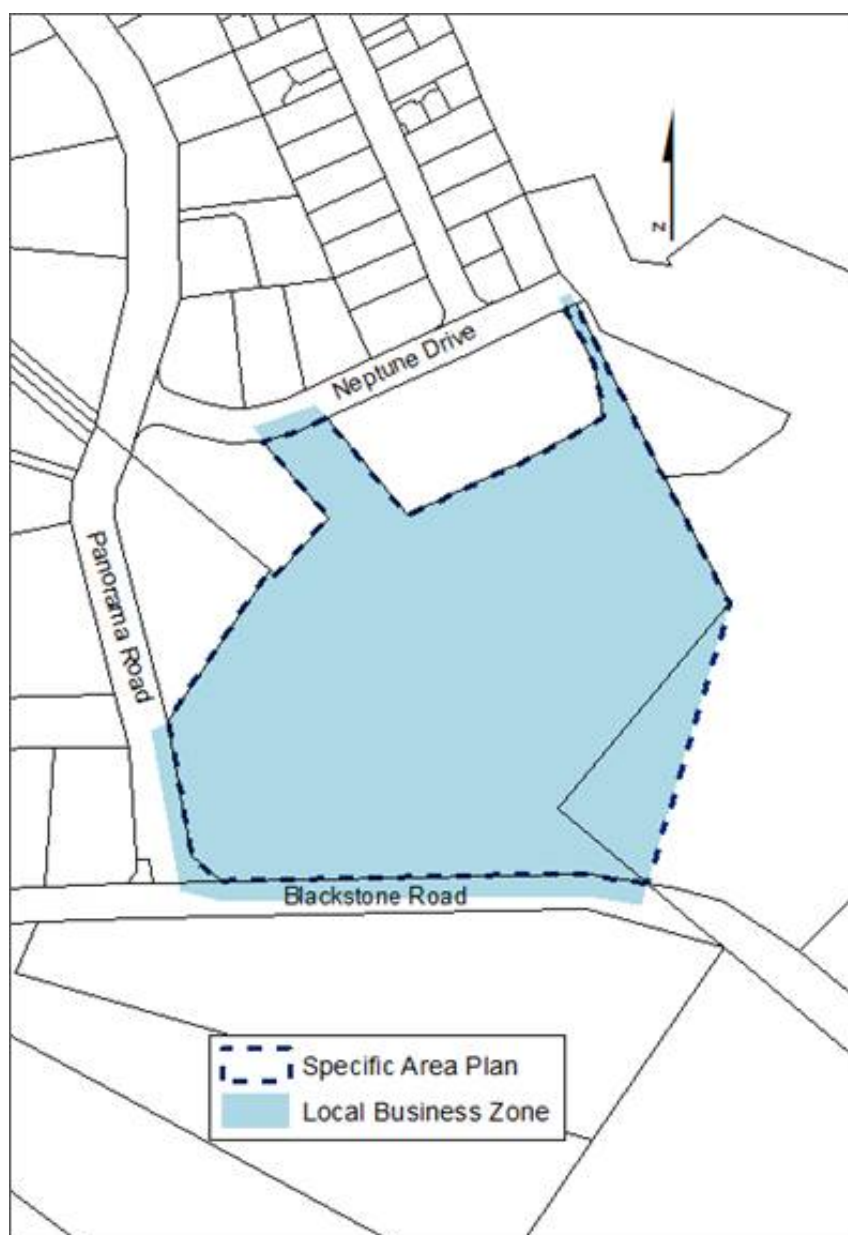 N
Neptune Drive
Panorama Road
Blackstone Road
Specific Area Plan
Local Business Zone